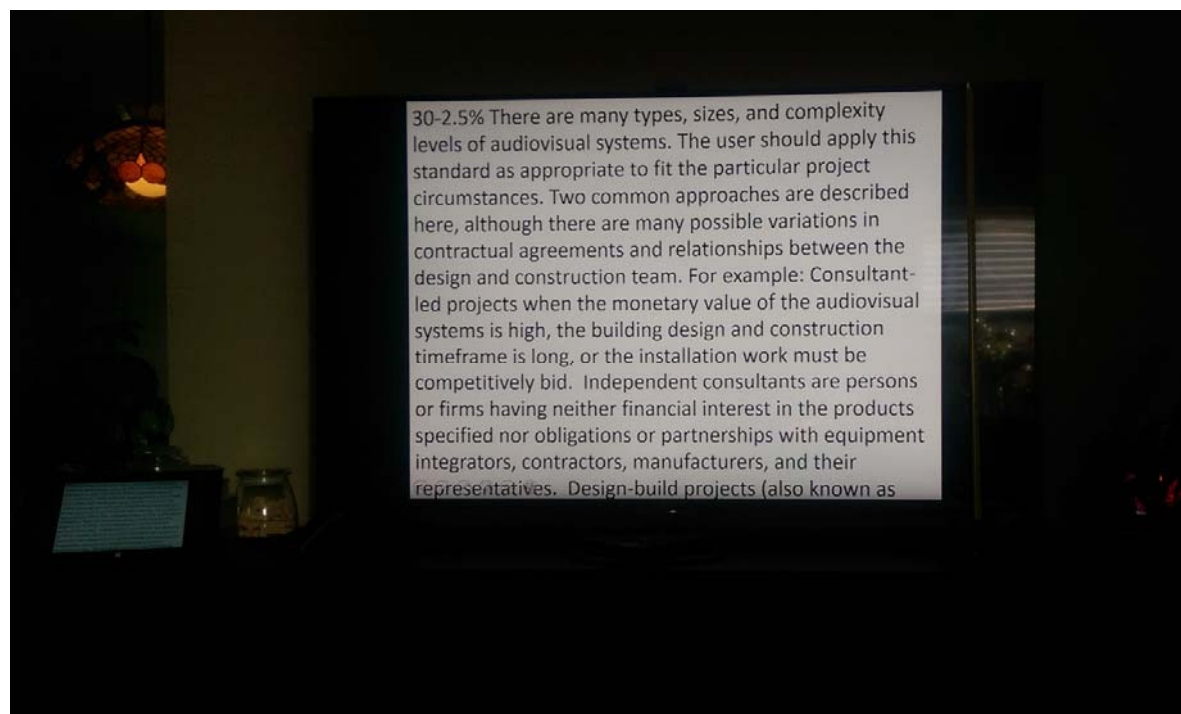 30-2.5% There are many types, sizes, and complexity
levels of audiovisual systems. The user should apply this
standard as appropriate to fit the particular project
circumstances. Two common approaches are described
here, although there are many possible variations in
contractual agreements and relationships between the
design and construction team. For example: Consultant-
led projects when the monetary value of the audiovisual
systems is high, the building design and construction
timeframe is long, or the installation work must be
competitively bid.  Independent consultants are persons
or firms having neither financial interest in the products
specified nor obligations or partnerships with equipment
integrators, contractors, manufacturers, and their
representatives.  Design-build projects (also known as